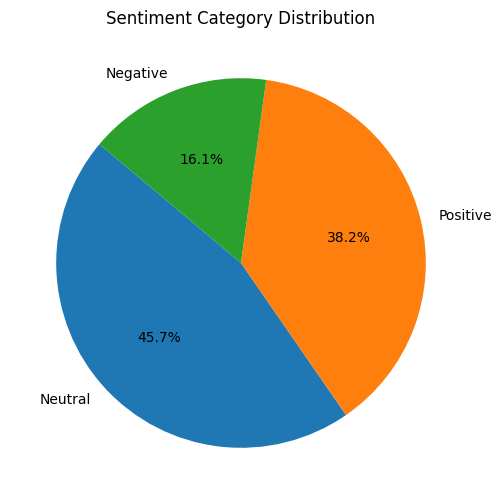 Sentiment Category Distribution
Negative
16.1%
Positive
38.2%
45.7%
Neutral